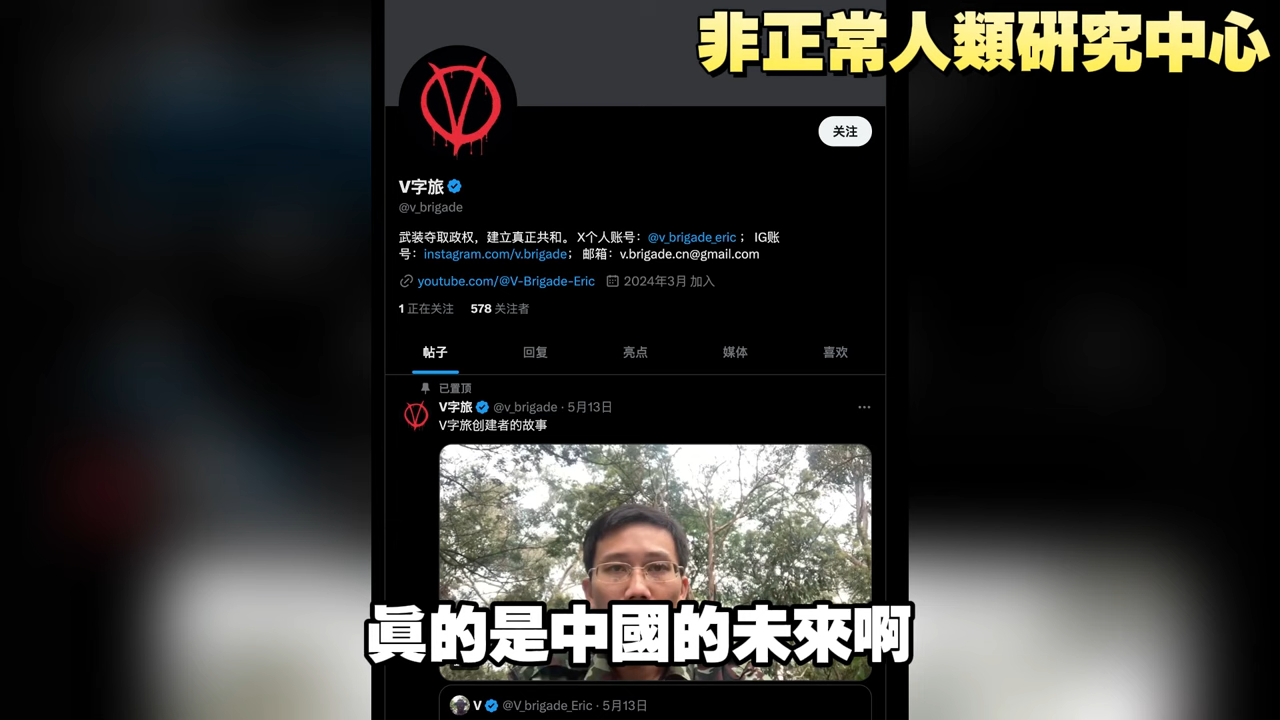 非正常人類研究中心
关注
V字旅
@v_brigade
武装夺取政权，建立真正共和。X个人账号：@v_brigade_eric； IG账
号：instagram.com/v.brigade； 邮箱：v.brigade.cn@gmail.com
youtube.com/@V-Brigade-Eric 2024年3月 加入
1 正在关注 578 关注者
帖子 回复 亮点 媒体 喜欢
已置顶
V字旅 @v_brigade · 5月13日
V字旅创建者的故事
眞的是中國的未來啊
V @V_brigade_Eric · 5月13日